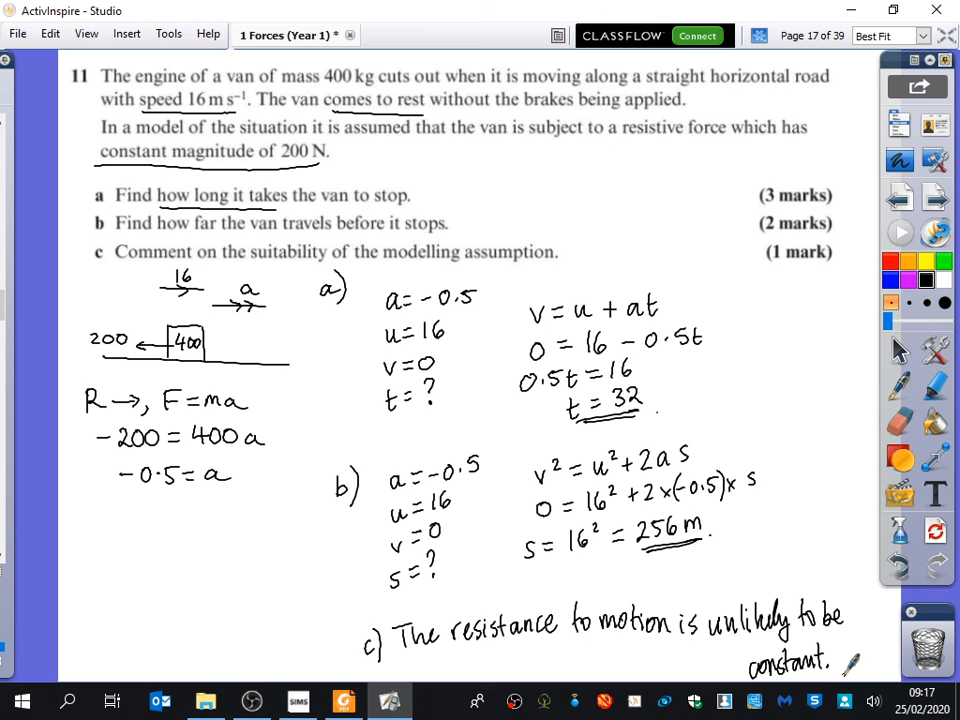 ActivInspire - Studio
File Edit View Insert Tools Help
1 Forces (Year 1) *
CLASSFLOW Connect
Page 17 of 39
Best Fit
11 The engine of a van of mass 400 kg cuts out when it is moving along a straight horizontal road
with speed 16 m s⁻¹. The van comes to rest without the brakes being applied.
In a model of the situation it is assumed that the van is subject to a resistive force which has
constant magnitude of 200 N.
a Find how long it takes the van to stop. (3 marks)
b Find how far the van travels before it stops. (2 marks)
c Comment on the suitability of the modelling assumption. (1 mark)
16
a
200
400
R →, F = ma
-200 = 400a
-0.5 = a
a)
a = -0.5
u = 16
v = 0
t = ?
v = u + at
0 = 16 - 0.5t
0.5t = 16
t = 32
b)
a = -0.5
u = 16
v = 0
s = ?
v² = u² + 2as
0 = 16² + 2 × (-0.5) × s
s = 16² = 256 m.
c) The resistance to motion is unlikely to be
constant.
SIMS
09:17
25/02/2020